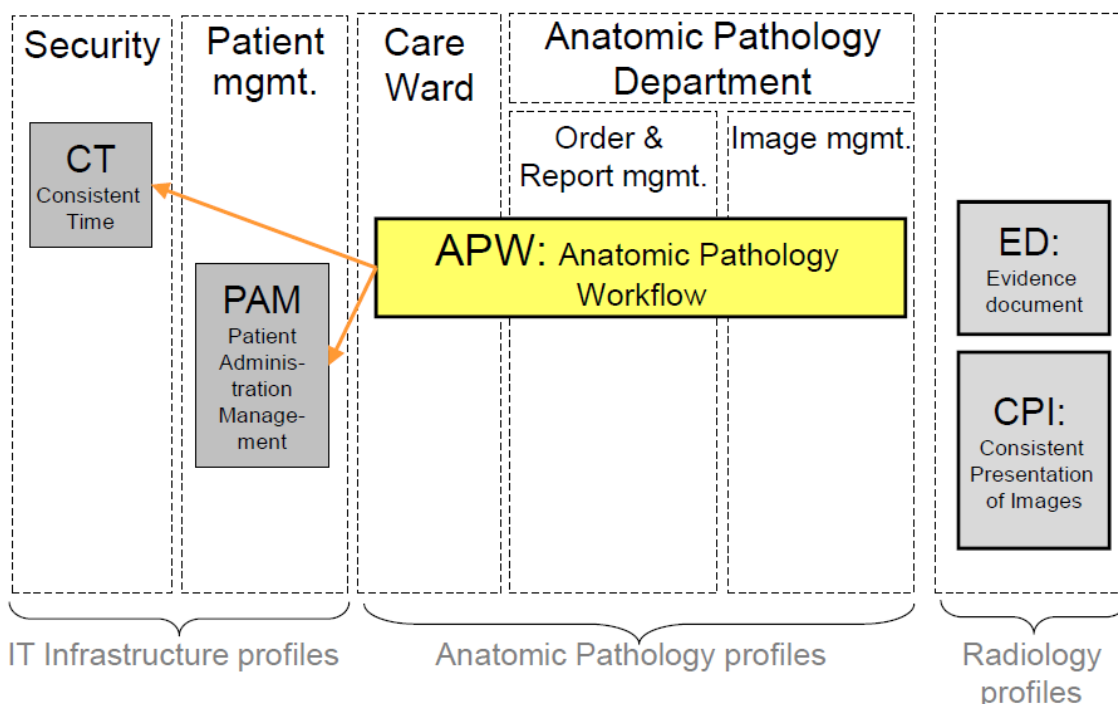 Security
Patient
mgmt.
Care
Ward
Anatomic Pathology
Department
Order &
Report mgmt.
Image mgmt.
CT
Consistent
Time
PAM
Patient
Adminis-
tration
Manage-
ment
APW: Anatomic Pathology
Workflow
ED:
Evidence
document
CPI:
Consistent
Presentation
of Images
IT Infrastructure profiles
Anatomic Pathology profiles
Radiology
profiles